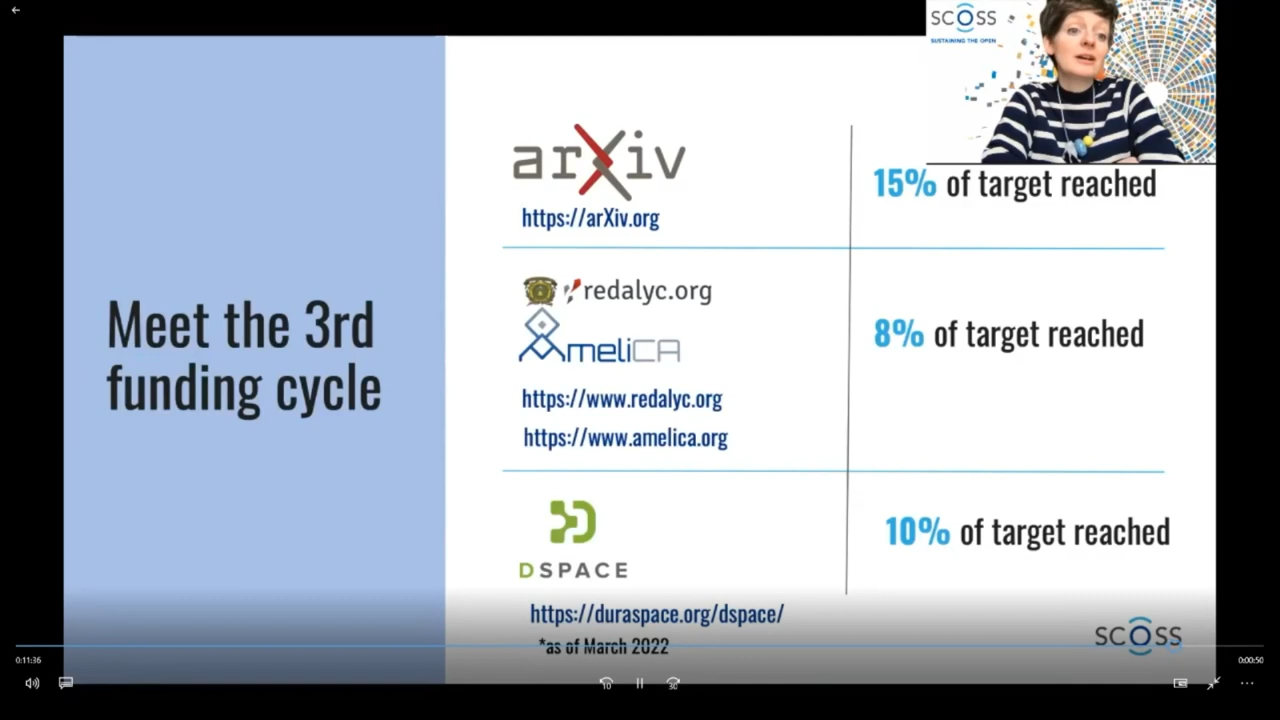 SCOSS
SUSTAINING THE OPEN
Meet the 3rd
funding cycle
arXiv
https://arXiv.org
15% of target reached
redalyc.org
AmeliCA
https://www.redalyc.org
https://www.amelica.org
8% of target reached
DSPACE
https://duraspace.org/dspace/
*as of March 2022
10% of target reached
SCOSS
0:11:36
0:00:50
10
30